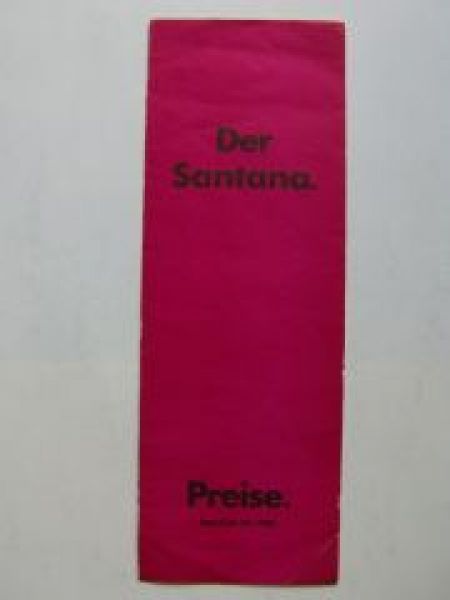 Der
Santana.
Preise.